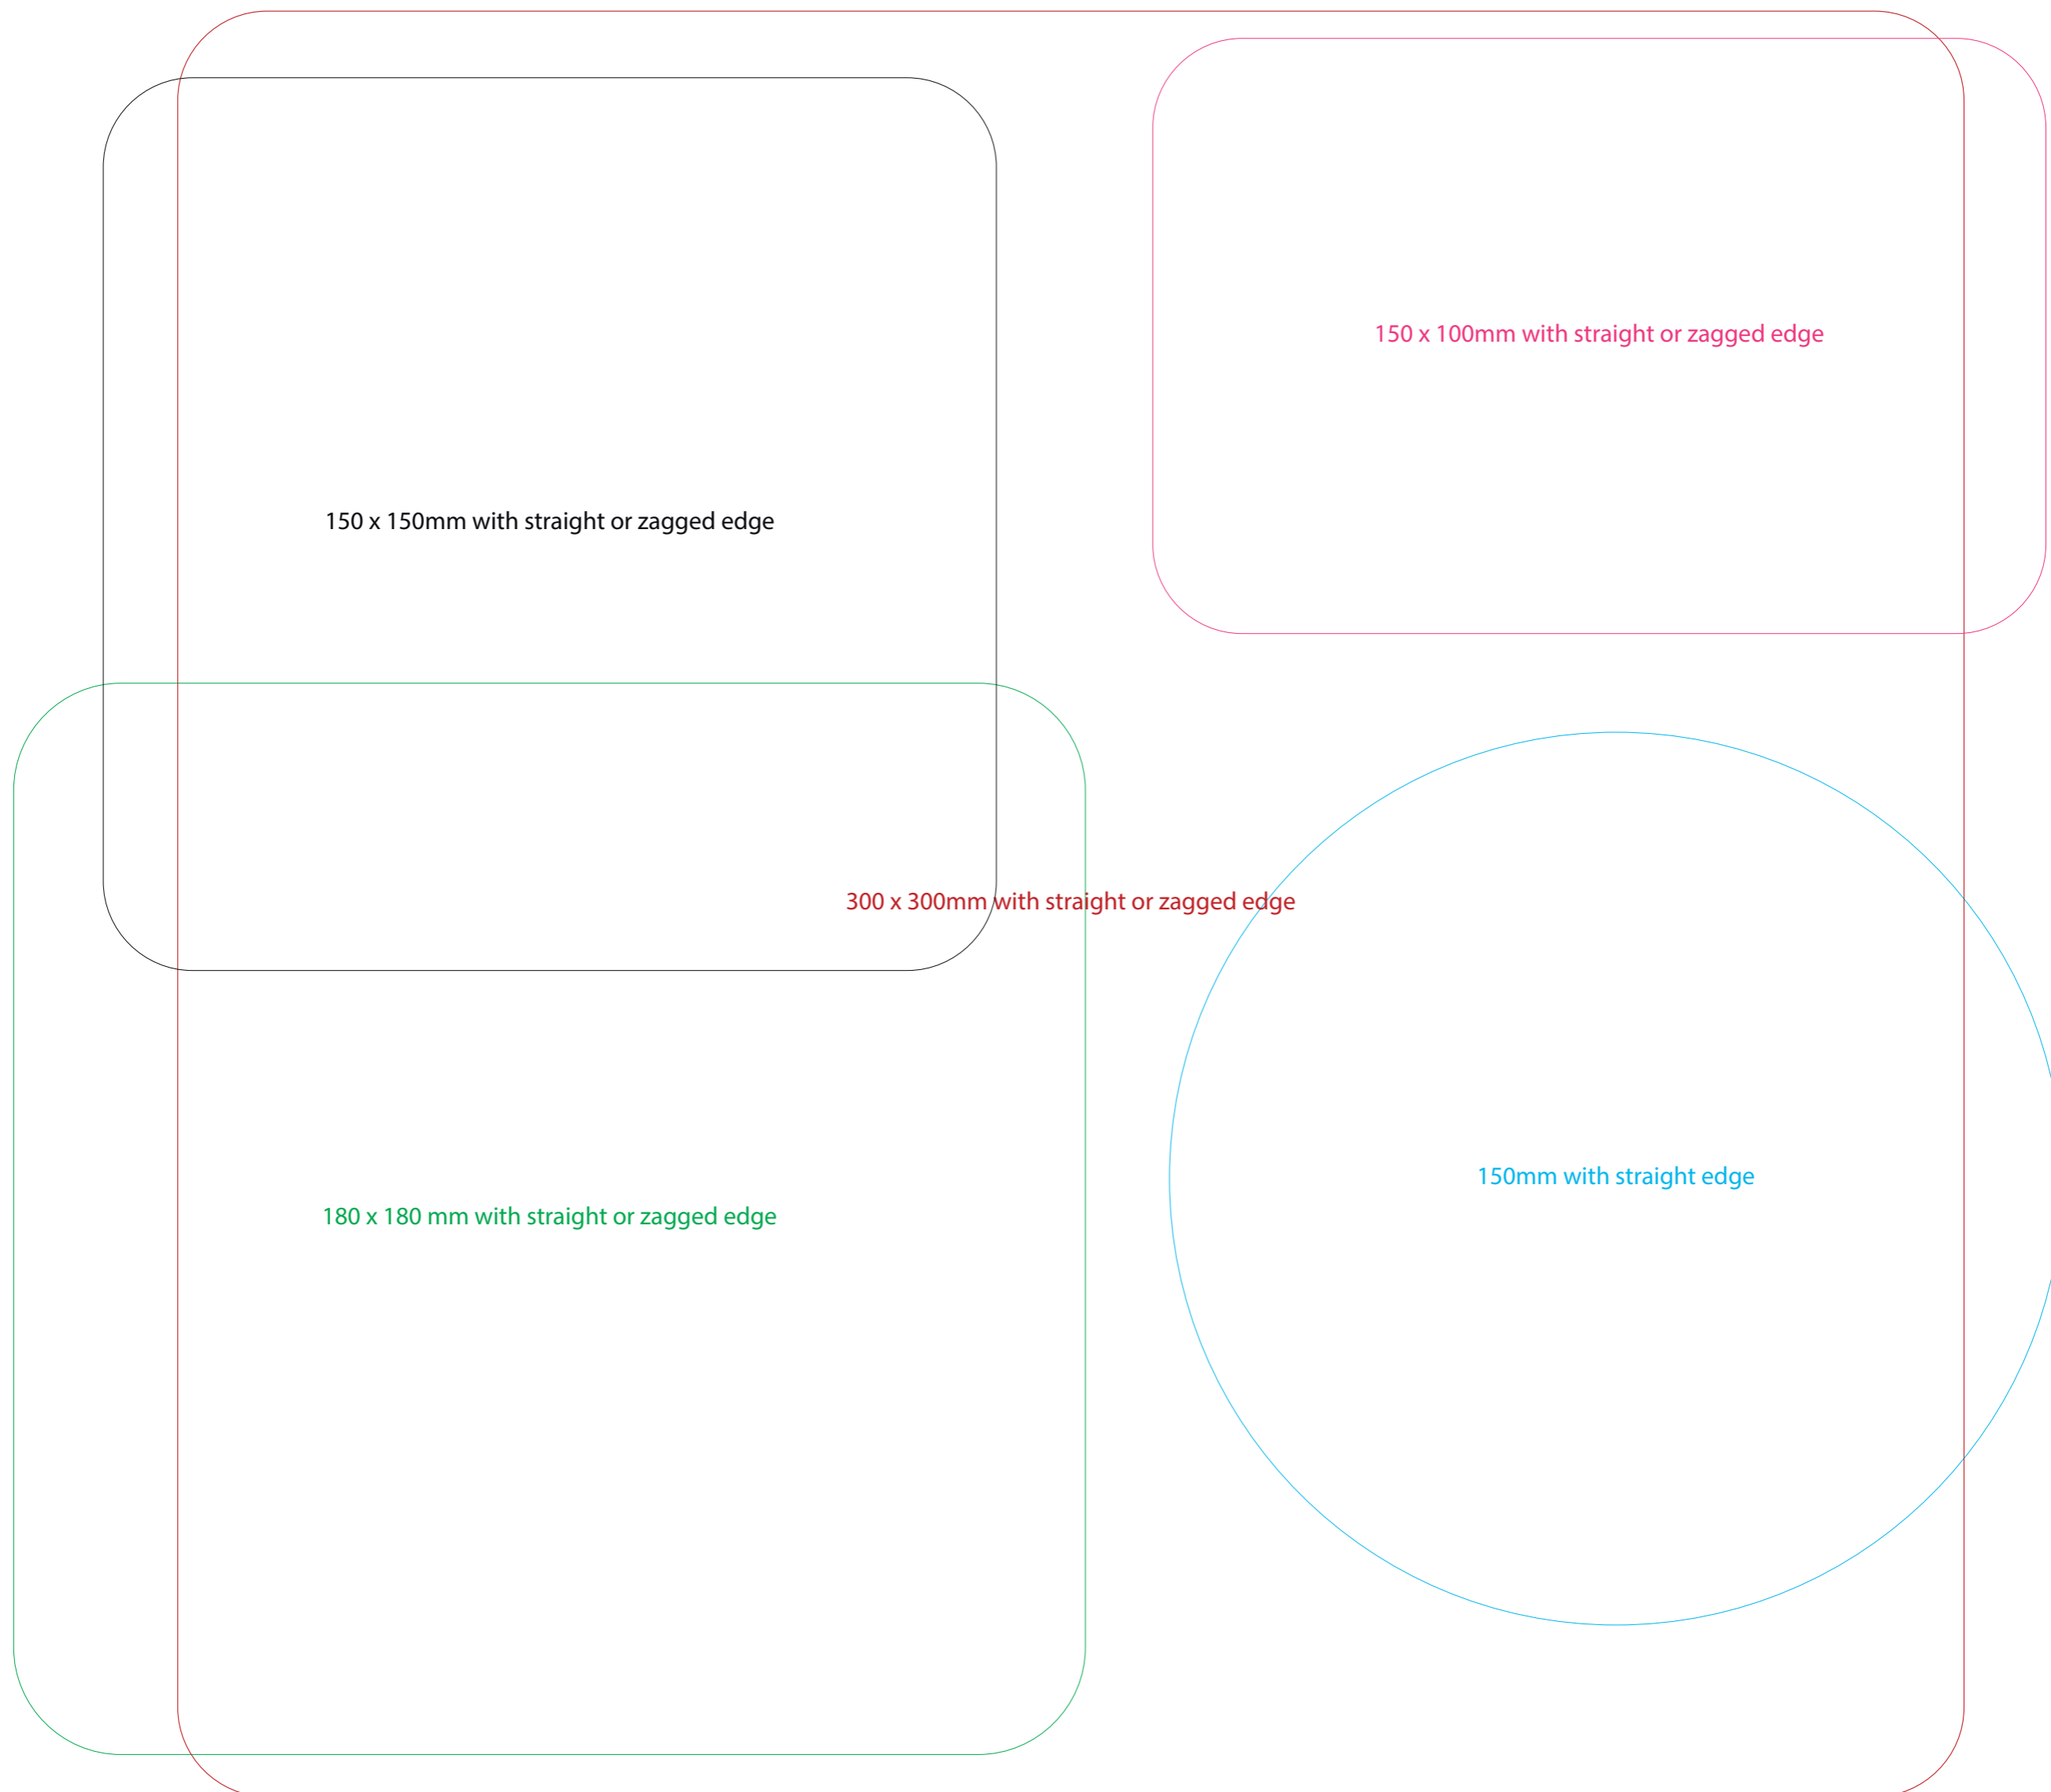 150 x 100mm with straight or zagged edge
150 x 150mm with straight or zagged edge
300 x 300mm with straight or zagged edge
150mm with straight edge
180 x 180 mm with straight or zagged edge